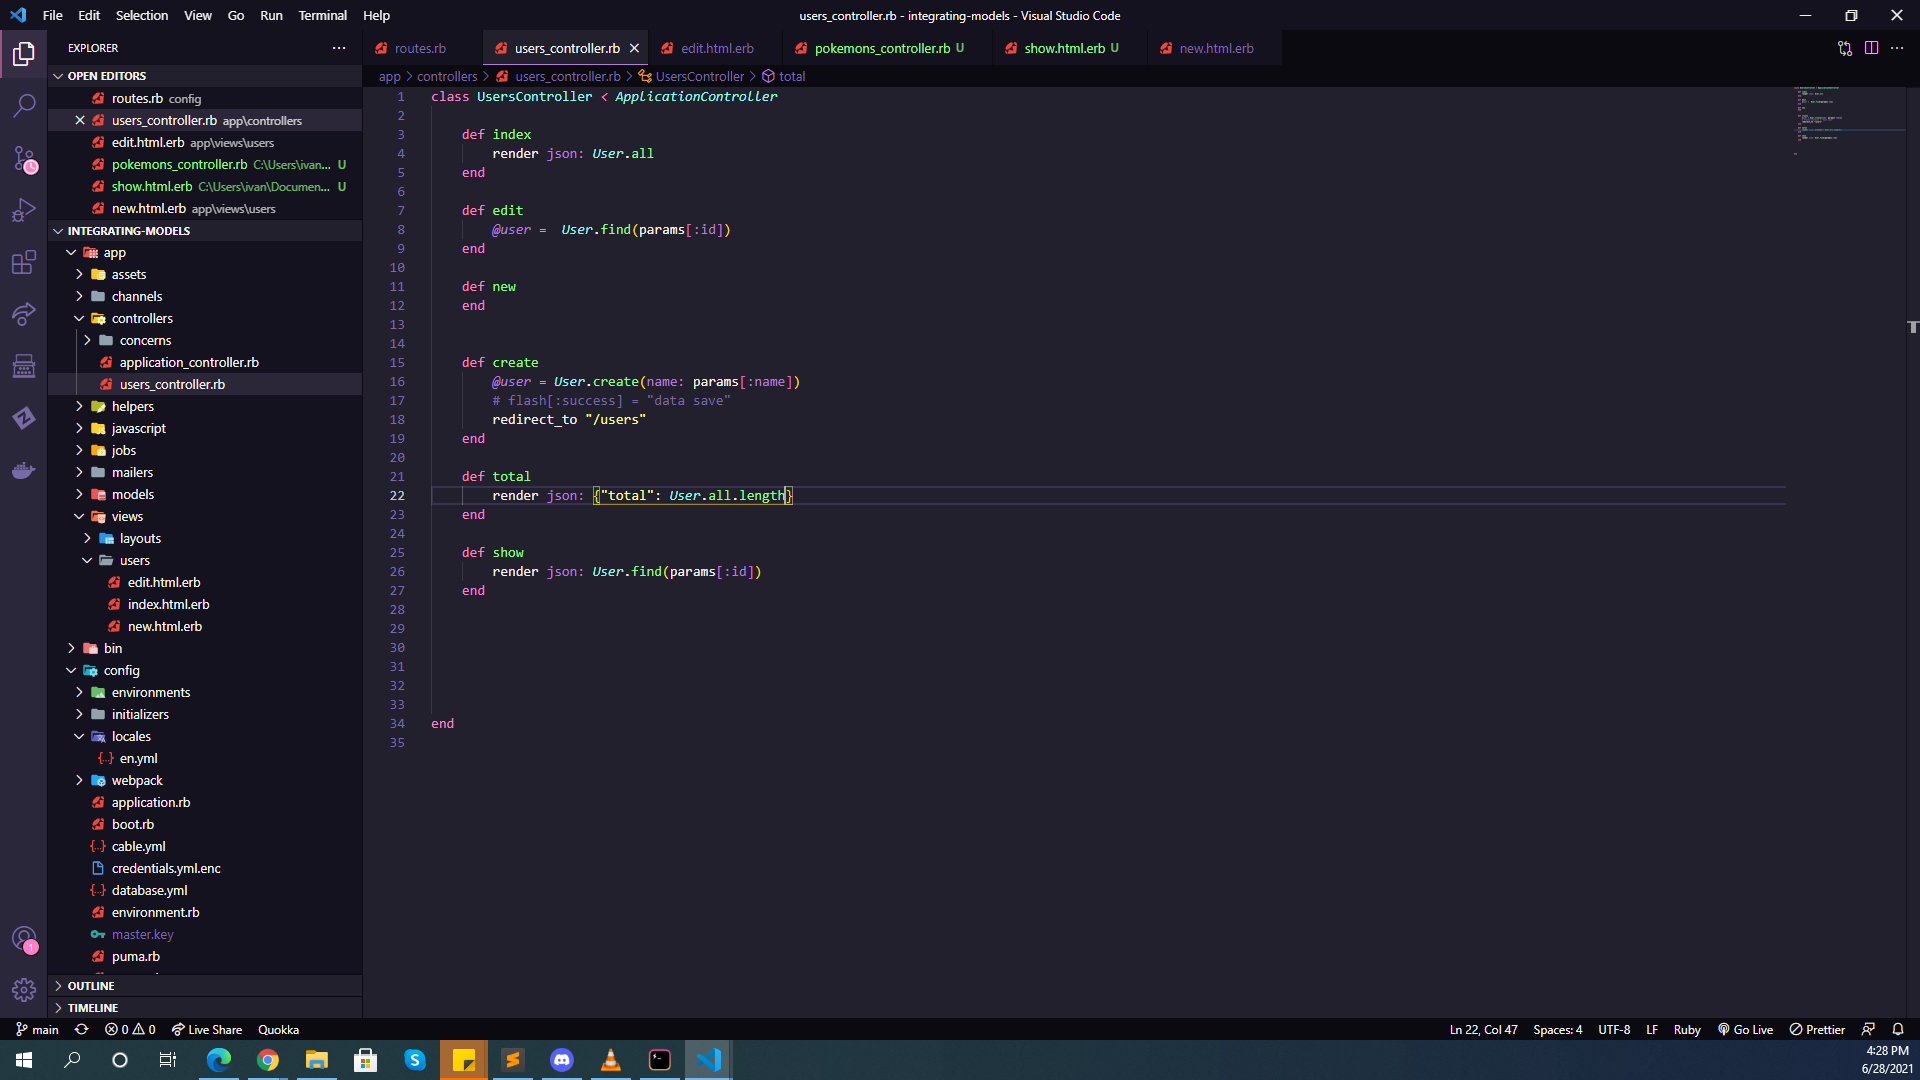 File Edit Selection View Go Run Terminal Help
users_controller.rb - integrating-models - Visual Studio Code
EXPLORER
routes.rb
users_controller.rb
edit.html.erb
pokemons_controller.rb U
show.html.erb U
new.html.erb
OPEN EDITORS
routes.rb config
users_controller.rb app\controllers
edit.html.erb app\views\users
pokemons_controller.rb C:\Users\ivan... U
show.html.erb C:\Users\ivan\Documen... U
new.html.erb app\views\users
INTEGRATING-MODELS
app
assets
channels
controllers
concerns
application_controller.rb
users_controller.rb
helpers
javascript
jobs
mailers
models
views
layouts
users
edit.html.erb
index.html.erb
new.html.erb
bin
config
environments
initializers
locales
en.yml
webpack
application.rb
boot.rb
cable.yml
credentials.yml.enc
database.yml
environment.rb
master.key
puma.rb
OUTLINE
TIMELINE
app > controllers > users_controller.rb > UsersController > total
1 class UsersController < ApplicationController
2
3 def index
4 render json: User.all
5 end
6
7 def edit
8 @user =  User.find(params[:id])
9 end
10
11 def new
12 end
13
14
15 def create
16 @user = User.create(name: params[:name])
17 # flash[:success] = "data save"
18 redirect_to "/users"
19 end
20
21 def total
22 render json: {"total": User.all.length}
23 end
24
25 def show
26 render json: User.find(params[:id])
27 end
28
29
30
31
32
33
34 end
35
1
main 0 0 Live Share Quokka
Ln 22, Col 47 Spaces: 4 UTF-8 LF Ruby Go Live Prettier
4:28 PM
6/28/2021